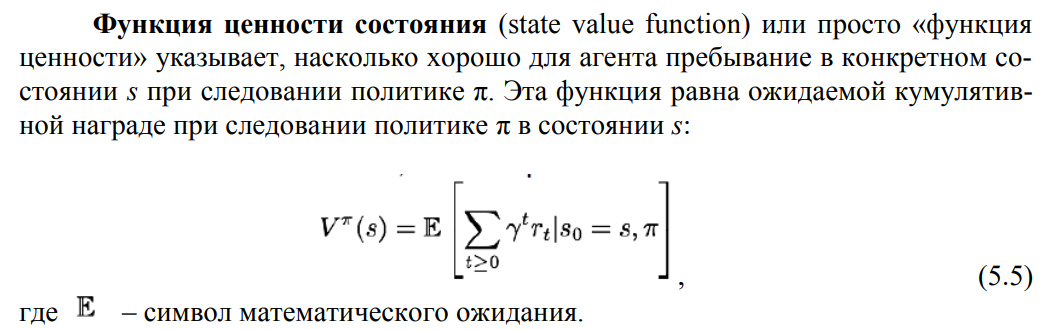 Функция ценности состояния (state value function) или просто «функция
ценности» указывает, насколько хорошо для агента пребывание в конкретном со-
стоянии s при следовании политике π. Эта функция равна ожидаемой кумулятив-
ной награде при следовании политике π в состоянии s:
V^π(s) = 𝔼 [∑_{t≥0} γ^t r_t | s_0 = s, π],
(5.5)
где 𝔼 – символ математического ожидания.